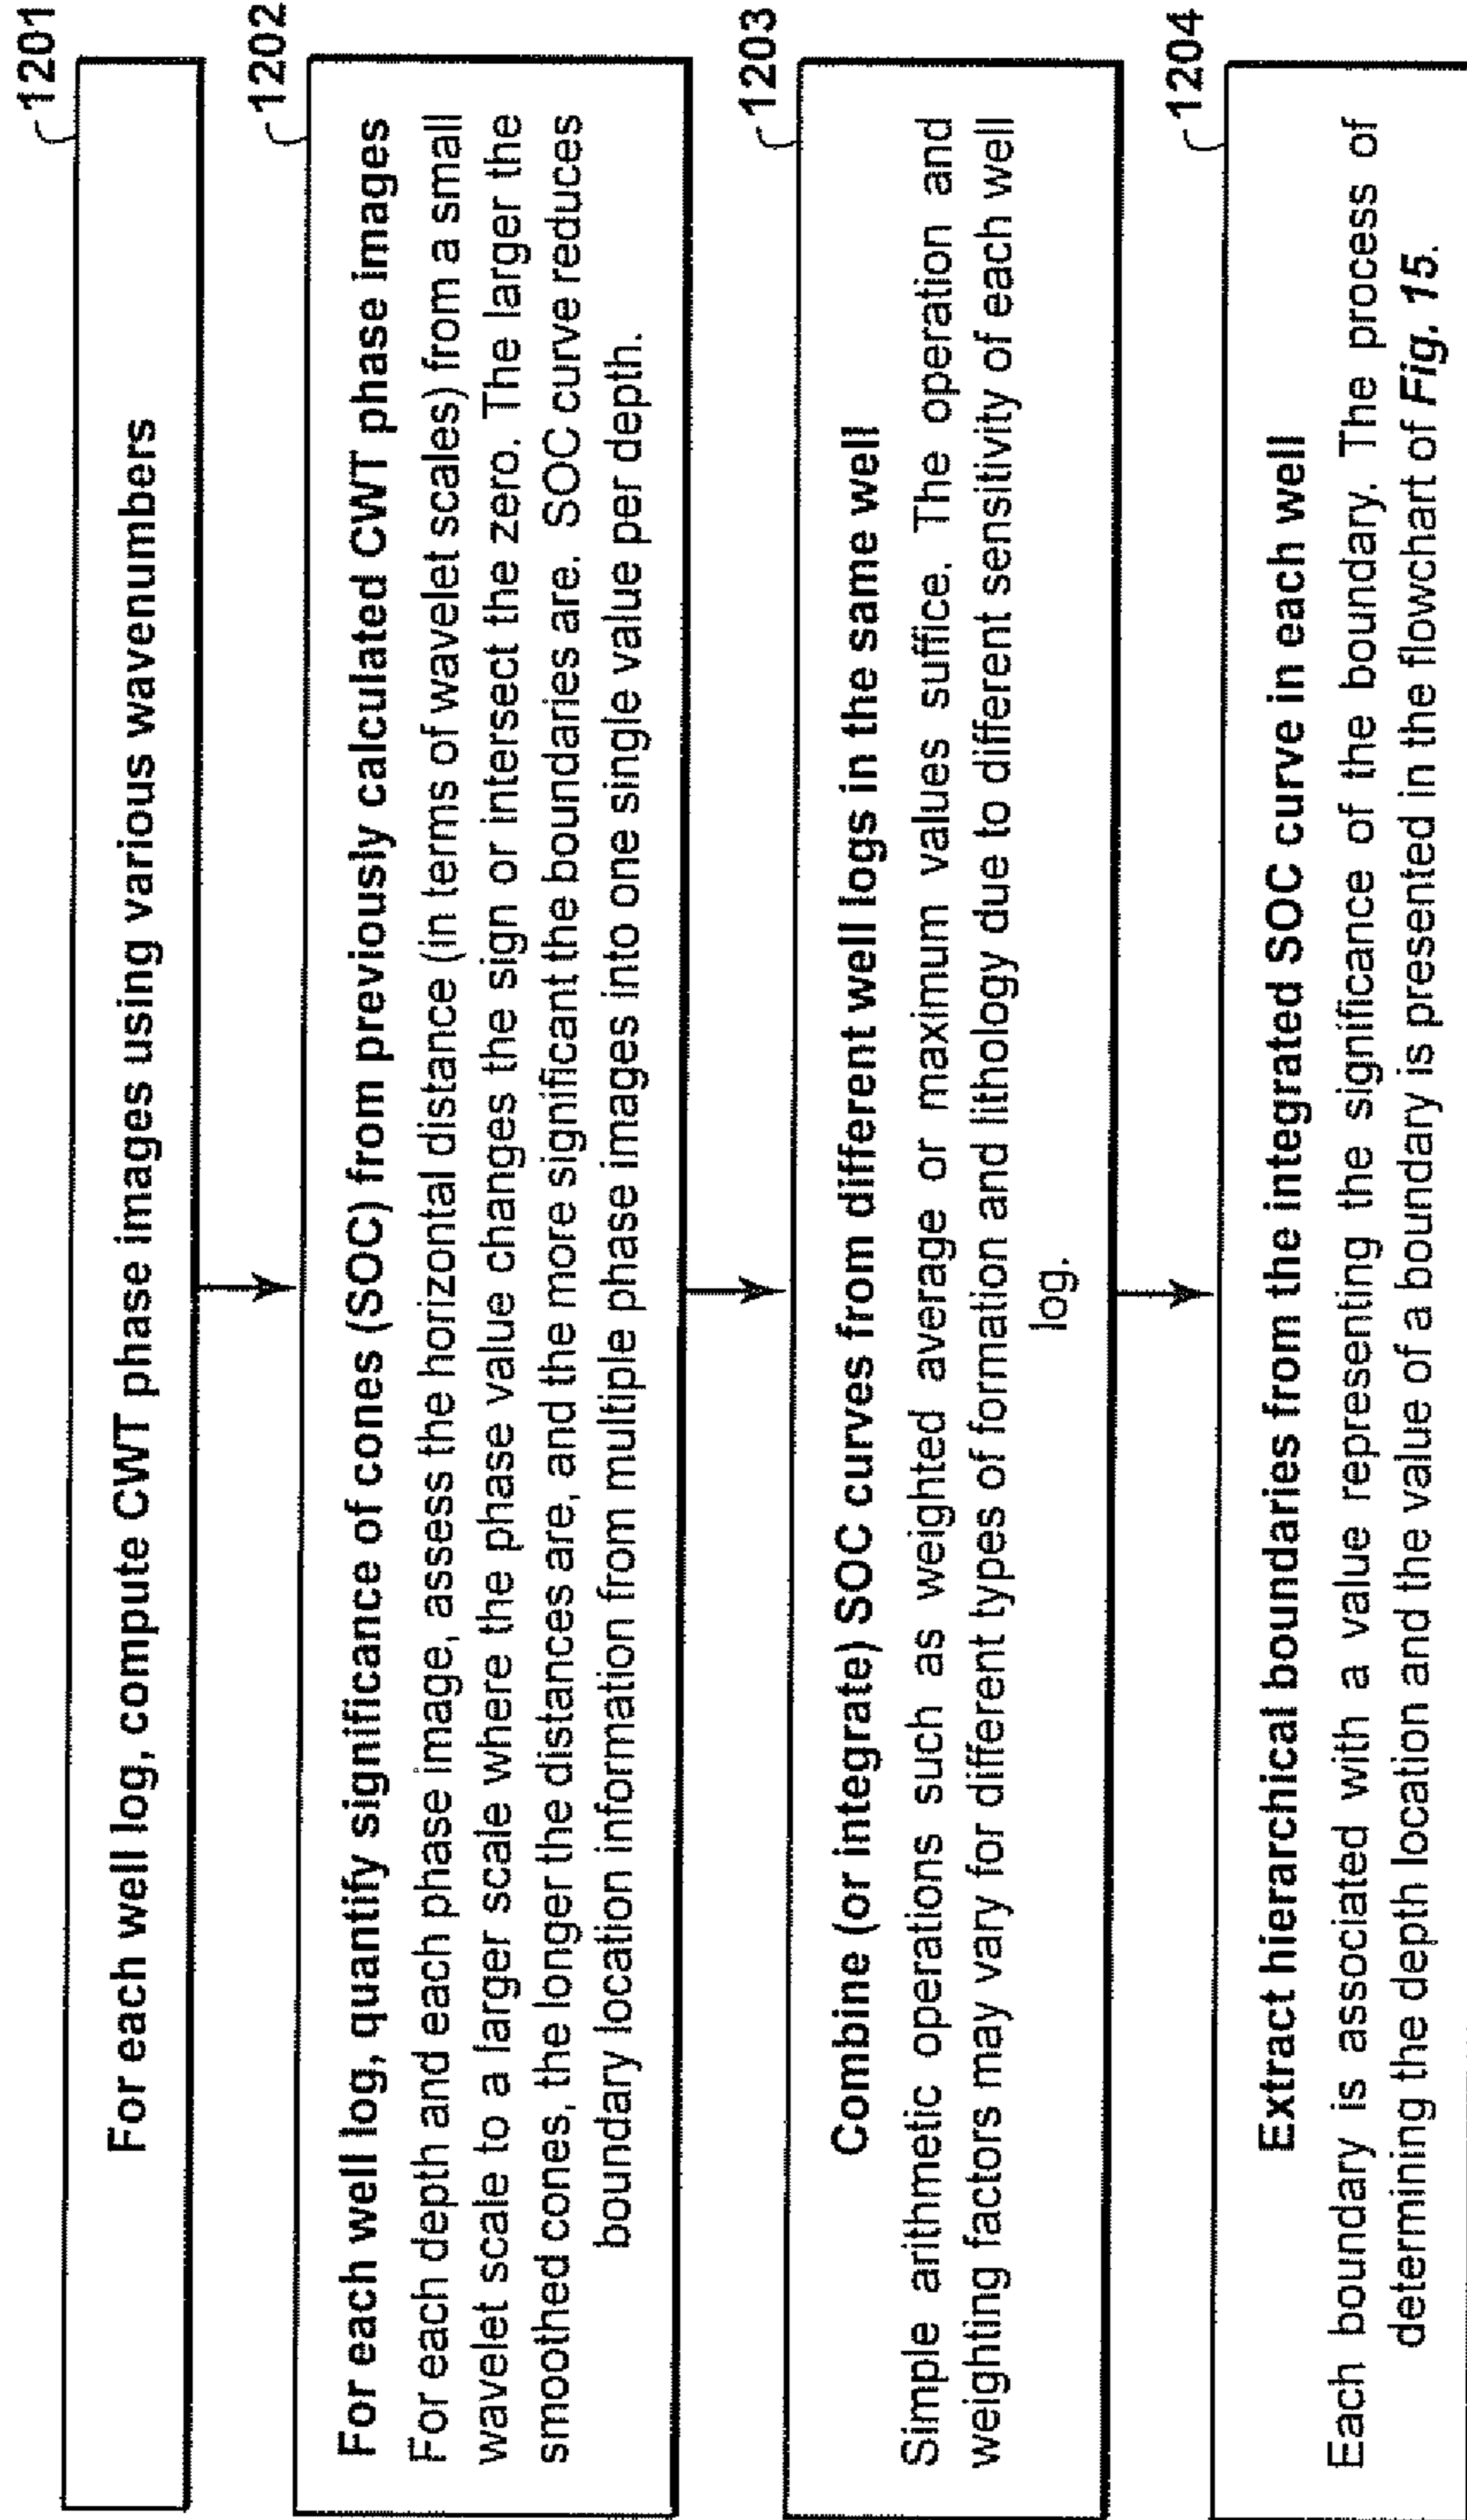 1201
For each well log, compute CWT phase images using various wavenumbers
1202
For each well log, quantify significance of cones (SOC) from previously calculated CWT phase images
For each depth and each phase image, assess the horizontal distance (in terms of wavelet scales) from a small
wavelet scale to a larger scale where the phase value changes the sign or intersect the zero. The larger the
smoothed cones, the longer the distances are, and the more significant the boundaries are. SOC curve reduces
boundary location information from multiple phase images into one single value per depth.
1203
Combine (or integrate) SOC curves from different well logs in the same well
Simple arithmetic operations such as weighted average or maximum values suffice. The operation and
weighting factors may vary for different types of formation and lithology due to different sensitivity of each well
log.
1204
Extract hierarchical boundaries from the integrated SOC curve in each well
Each boundary is associated with a value representing the significance of the boundary. The process of
determining the depth location and the value of a boundary is presented in the flowchart of Fig. 15.